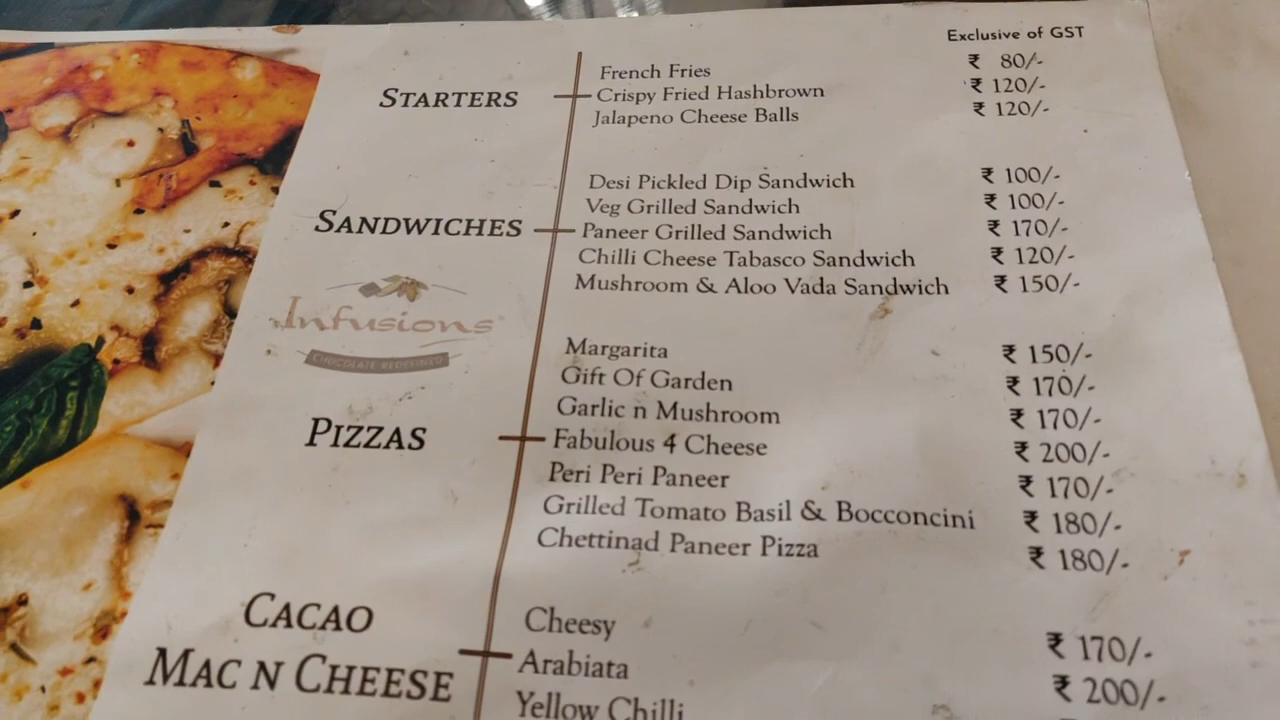 Exclusive of GST
STARTERS
French Fries ₹ 80/-
Crispy Fried Hashbrown ₹ 120/-
Jalapeno Cheese Balls ₹ 120/-
SANDWICHES
Desi Pickled Dip Sandwich ₹ 100/-
Veg Grilled Sandwich ₹ 100/-
Paneer Grilled Sandwich ₹ 170/-
Chilli Cheese Tabasco Sandwich ₹ 120/-
Mushroom & Aloo Vada Sandwich ₹ 150/-
Infusions
CHOCOLATE REDEFINED
PIZZAS
Margarita ₹ 150/-
Gift Of Garden ₹ 170/-
Garlic n Mushroom ₹ 170/-
Fabulous 4 Cheese ₹ 200/-
Peri Peri Paneer ₹ 170/-
Grilled Tomato Basil & Bocconcini ₹ 180/-
Chettinad Paneer Pizza ₹ 180/-
CACAO
MAC N CHEESE
Cheesy ₹ 170/-
Arabiata ₹ 200/-
Yellow Chilli